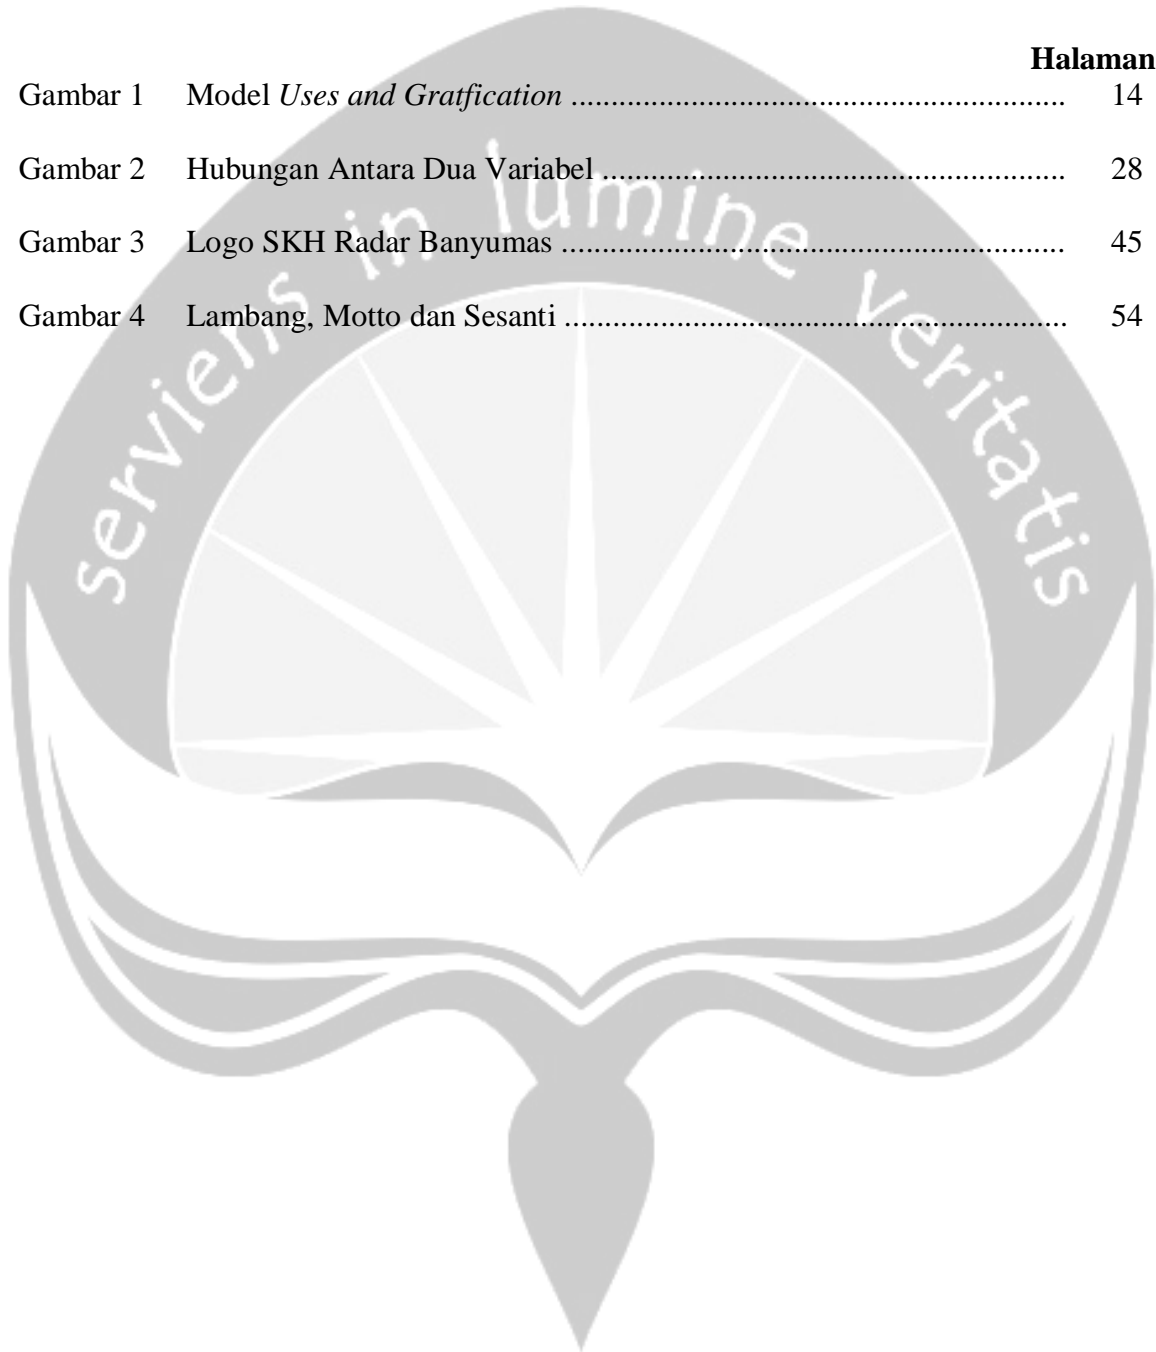 Halaman
Gambar 1 Model Uses and Gratfication .............................................................. 14
Gambar 2 Hubungan Antara Dua Variabel .......................................................... 28
Gambar 3 Logo SKH Radar Banyumas ............................................................... 45
Gambar 4 Lambang, Motto dan Sesanti ............................................................... 54
serviens in lumine veritatis